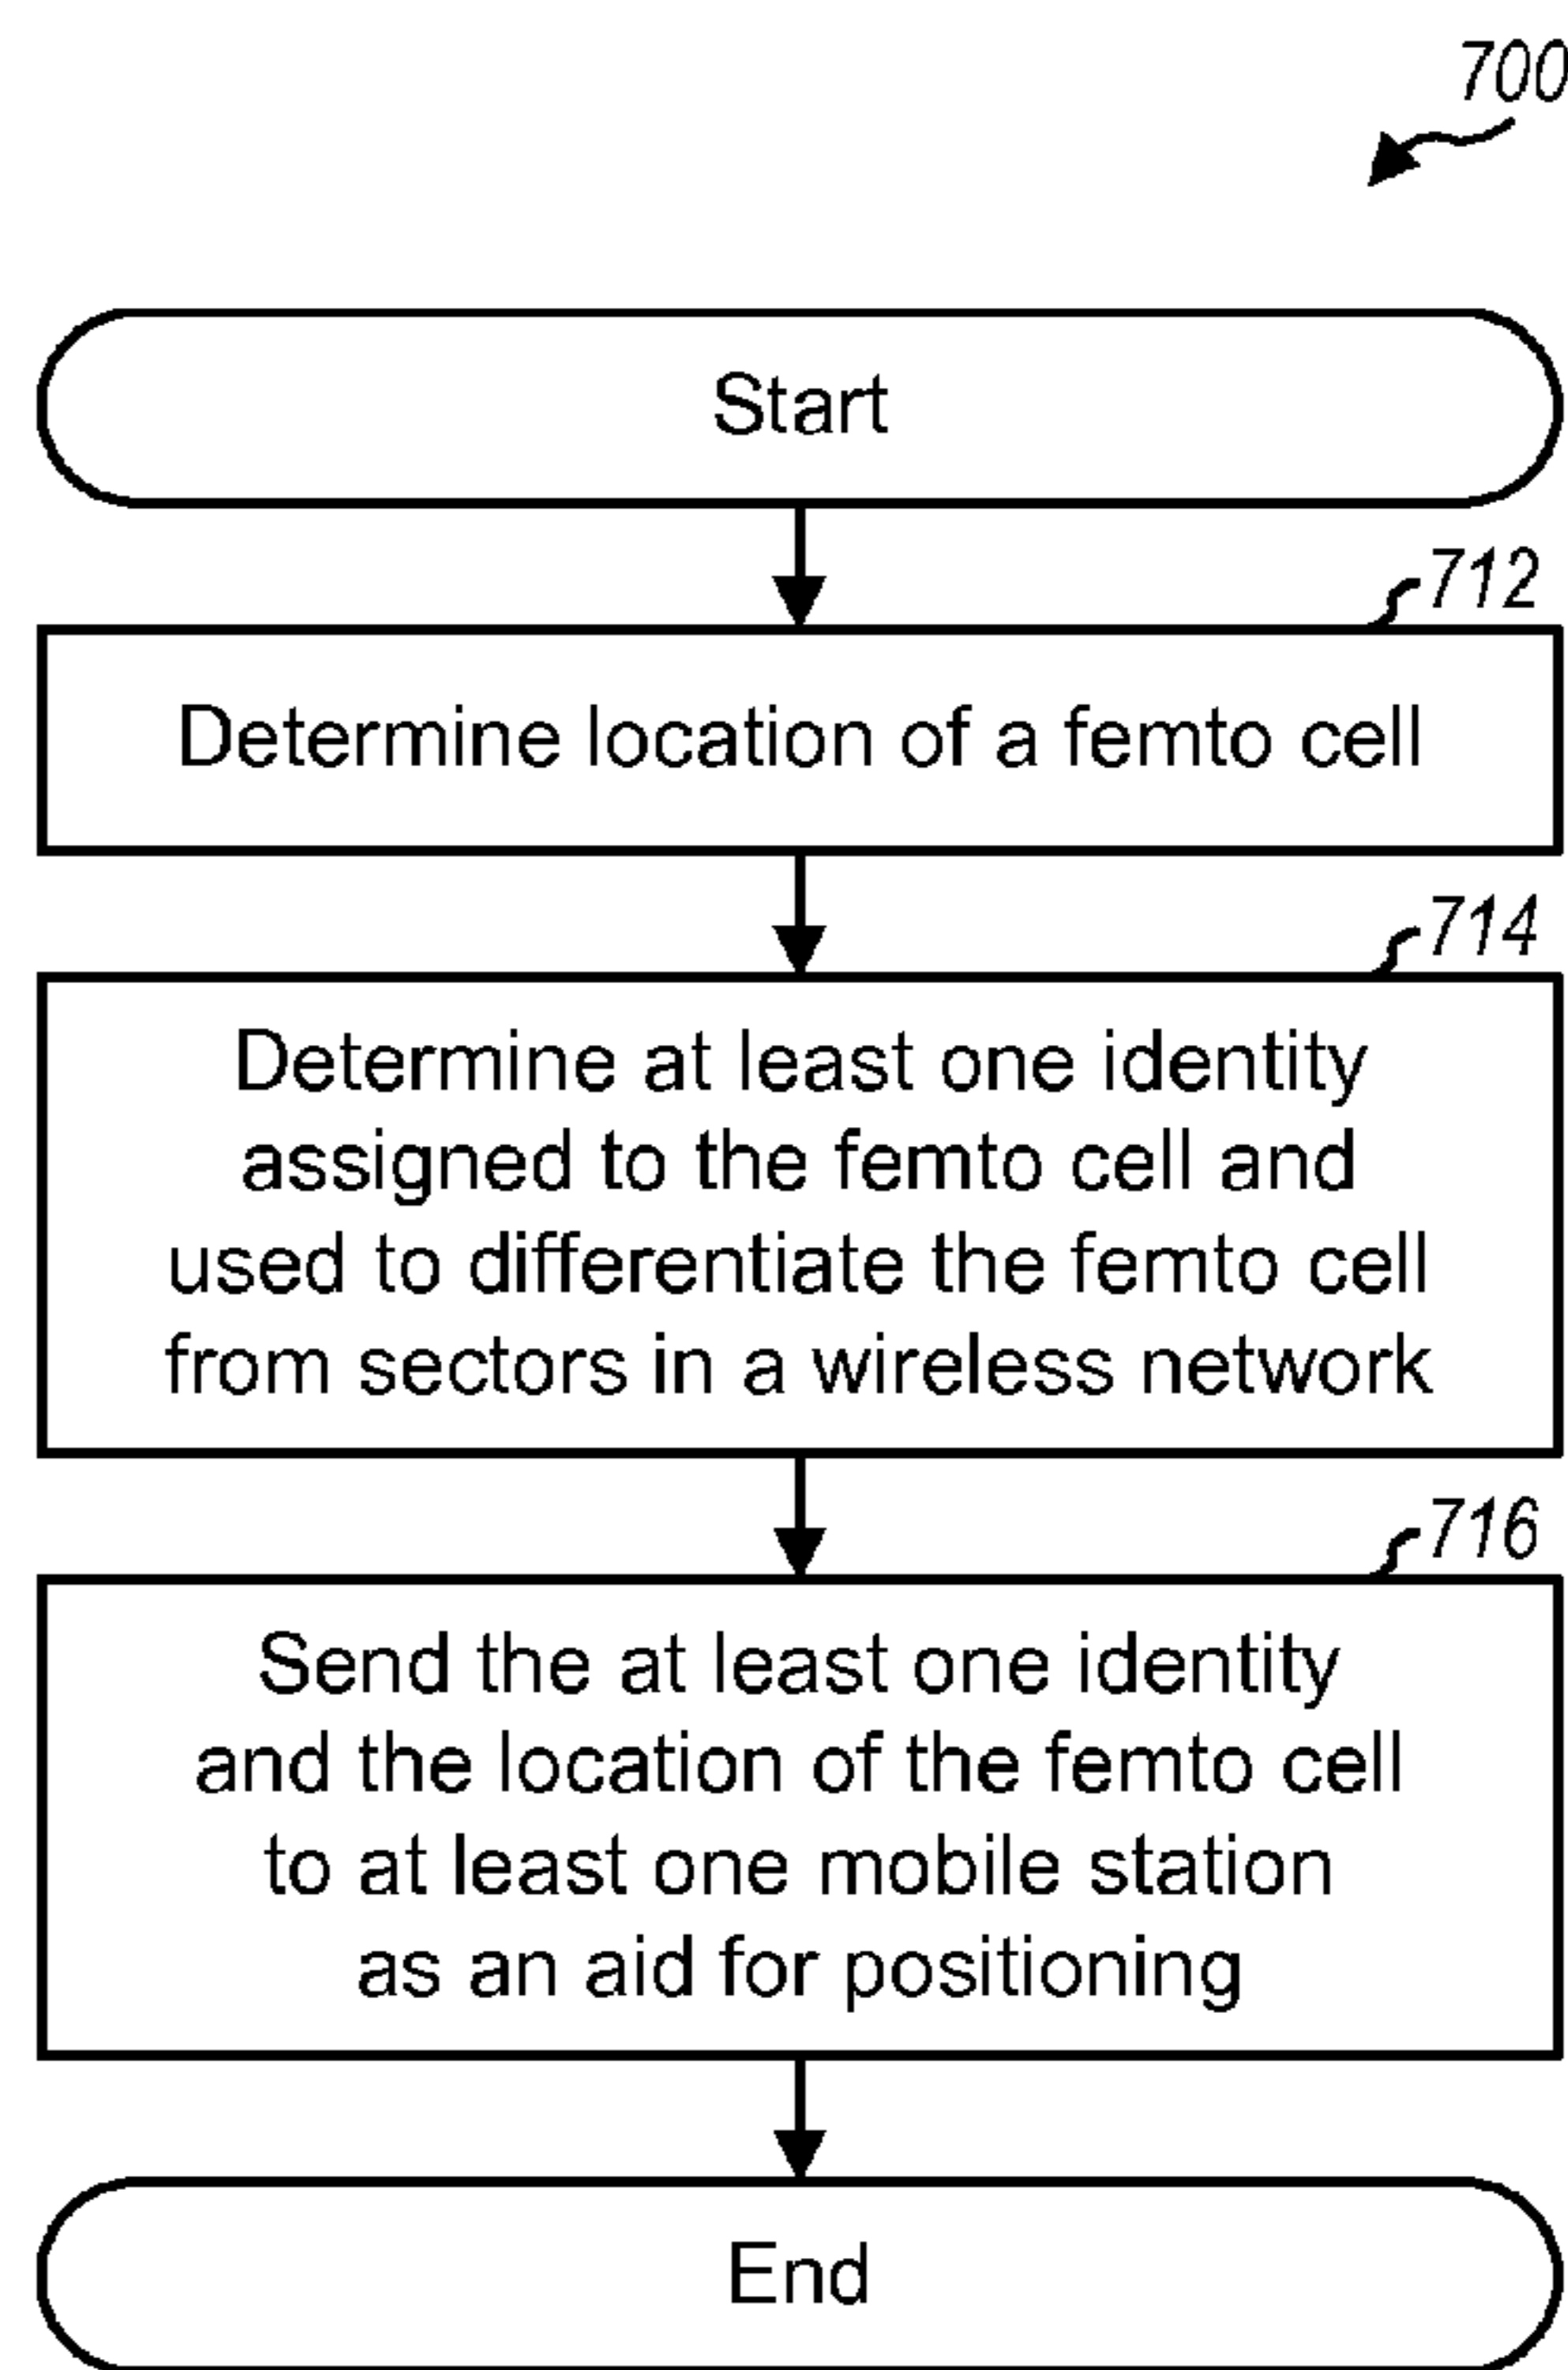 700
Start
712
Determine location of a femto cell
714
Determine at least one identity
assigned to the femto cell and
used to differentiate the femto cell
from sectors in a wireless network
716
Send the at least one identity
and the location of the femto cell
to at least one mobile station
as an aid for positioning
End